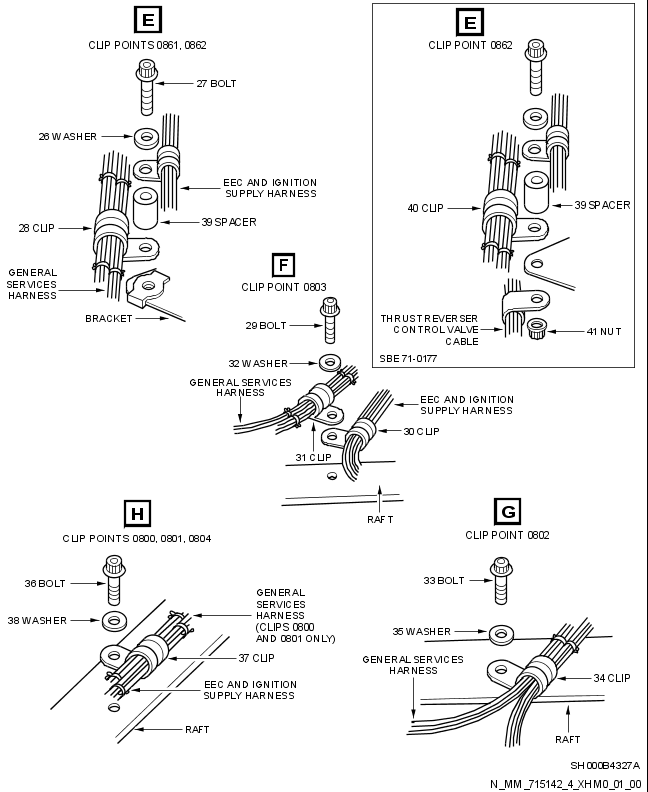 E
CLIP POINTS 0861, 0862
27 BOLT
26 WASHER
EEC AND IGNITION
SUPPLY HARNESS
39 SPACER
28 CLIP
GENERAL
SERVICES
HARNESS
BRACKET
E
CLIP POINT 0862
40 CLIP
39 SPACER
THRUST REVERSER
CONTROL VALVE
CABLE
41 NUT
SBE 71-0177
F
CLIP POINT 0803
29 BOLT
32 WASHER
GENERAL SERVICES
HARNESS
EEC AND IGNITION
SUPPLY HARNESS
30 CLIP
31 CLIP
RAFT
H
CLIP POINTS 0800, 0801, 0804
36 BOLT
38 WASHER
GENERAL
SERVICES
HARNESS
(CLIPS 0800
AND 0801 ONLY)
37 CLIP
EEC AND IGNITION
SUPPLY HARNESS
RAFT
G
CLIP POINT 0802
33 BOLT
35 WASHER
GENERAL SERVICES
HARNESS
34 CLIP
RAFT
SH000B4327A
N_MM_715142_4_XHM0_01_00